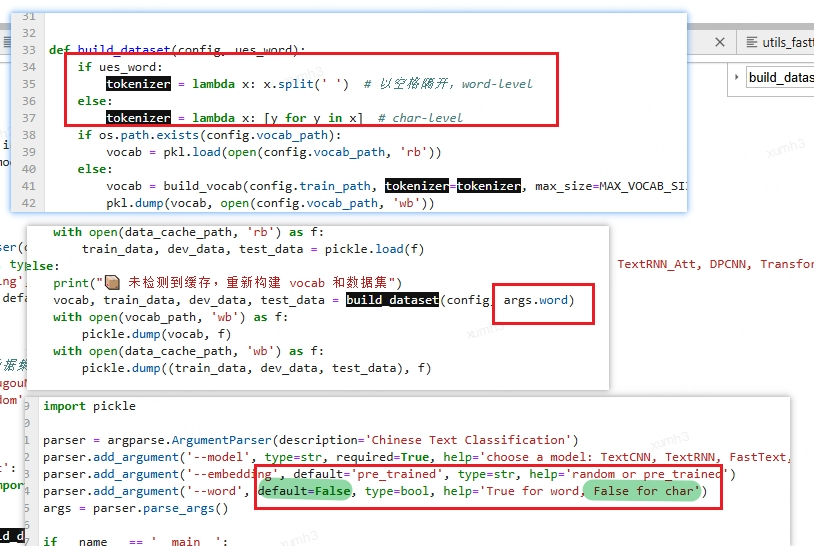 31
32
33 def build_dataset(config, ues_word):
34 if ues_word:
35 tokenizer = lambda x: x.split(' ') # 以空格隔开，word-level
36 else:
37 tokenizer = lambda x: [y for y in x] # char-level
38 if os.path.exists(config.vocab_path):
39 vocab = pkl.load(open(config.vocab_path, 'rb'))
40 else:
41 vocab = build_vocab(config.train_path, tokenizer=tokenizer, max_size=MAX_VOCAB_SI
42 pkl.dump(vocab, open(config.vocab_path, 'wb'))
utils_fastt
build_datas
xumh3
with open(data_cache_path, 'rb') as f:
train_data, dev_data, test_data = pickle.load(f)
else:
print("📦 未检测到缓存，重新构建 vocab 和数据集")
vocab, train_data, dev_data, test_data = build_dataset(config, args.word)
with open(vocab_path, 'wb') as f:
pickle.dump(vocab, f)
with open(data_cache_path, 'wb') as f:
pickle.dump((train_data, dev_data, test_data), f)
TextRNN_Att, DPCNN, Transfor
import pickle
parser = argparse.ArgumentParser(description='Chinese Text Classification')
parser.add_argument('--model', type=str, required=True, help='choose a model: TextCNN, TextRNN, FastText,
parser.add_argument('--embedding', default='pre_trained', type=str, help='random or pre_trained')
parser.add_argument('--word', default=False, type=bool, help='True for word, False for char')
args = parser.parse_args()
if __name__ == '__main__':